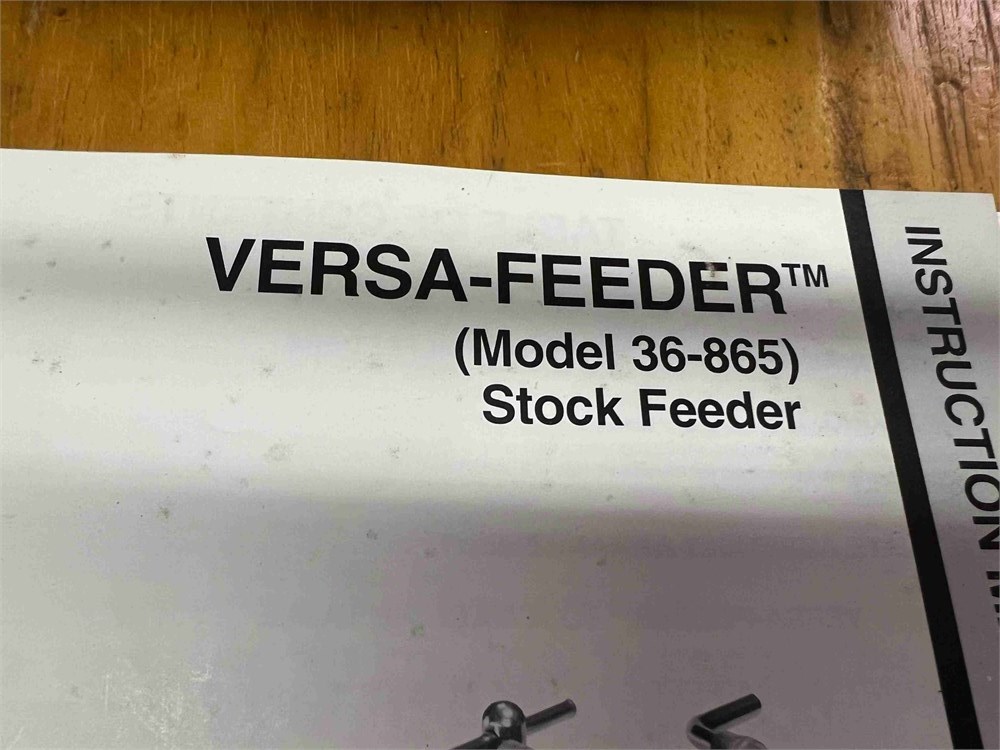 VERSA-FEEDER™
(Model 36-865)
Stock Feeder
INSTRUCTION